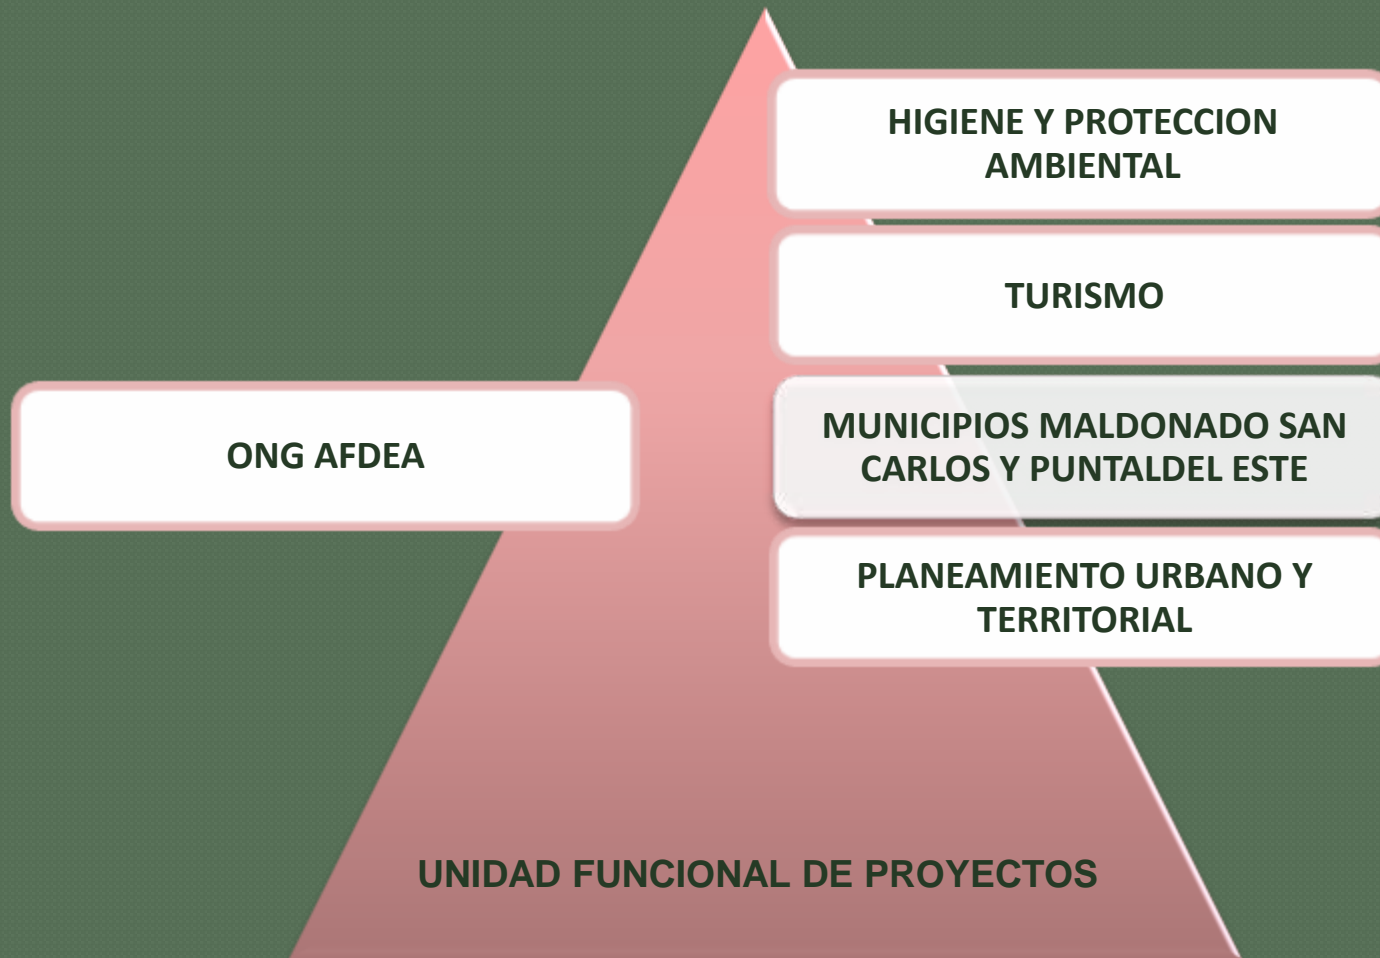 HIGIENE Y PROTECCION
AMBIENTAL
TURISMO
ONG AFDEA
MUNICIPIOS MALDONADO SAN
CARLOS Y PUNTALDEL ESTE
PLANEAMIENTO URBANO Y
TERRITORIAL
UNIDAD FUNCIONAL DE PROYECTOS